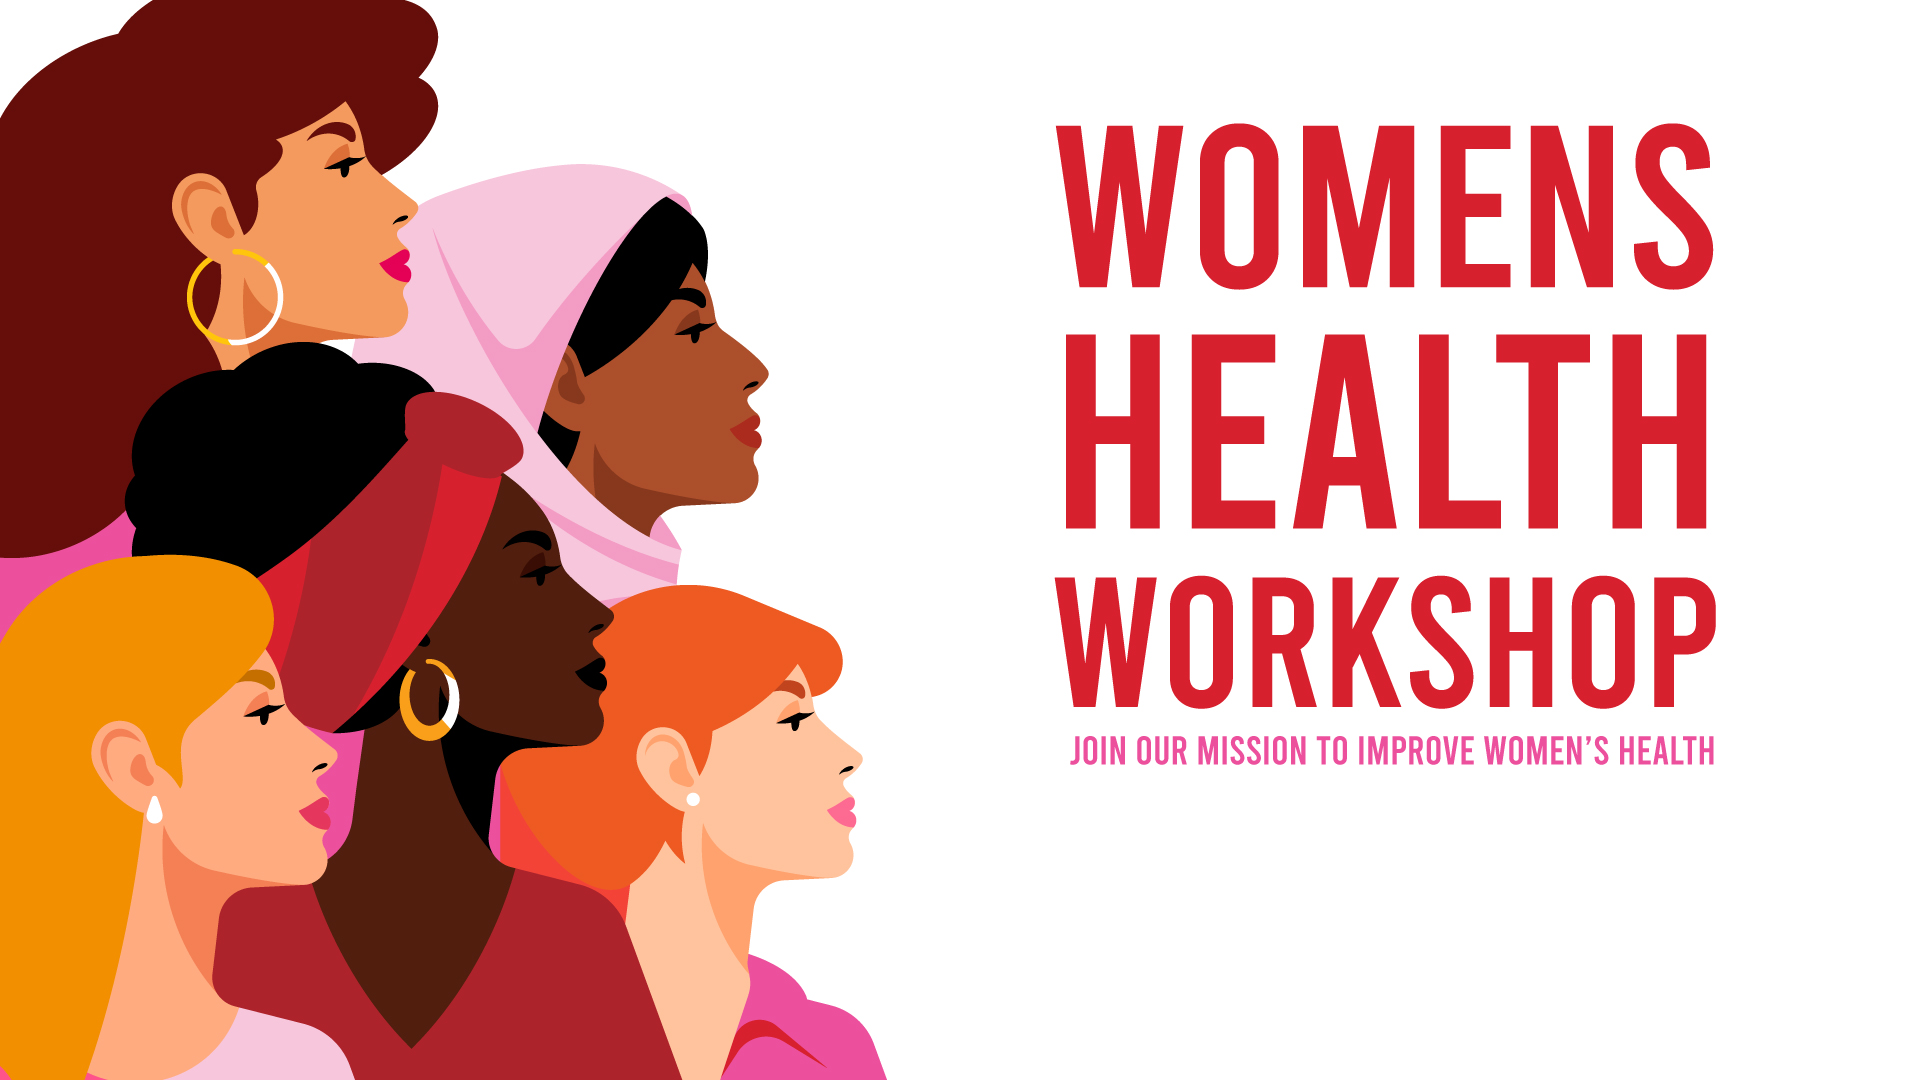 WOMENS
HEALTH
WORKSHOP
JOIN OUR MISSION TO IMPROVE WOMEN’S HEALTH